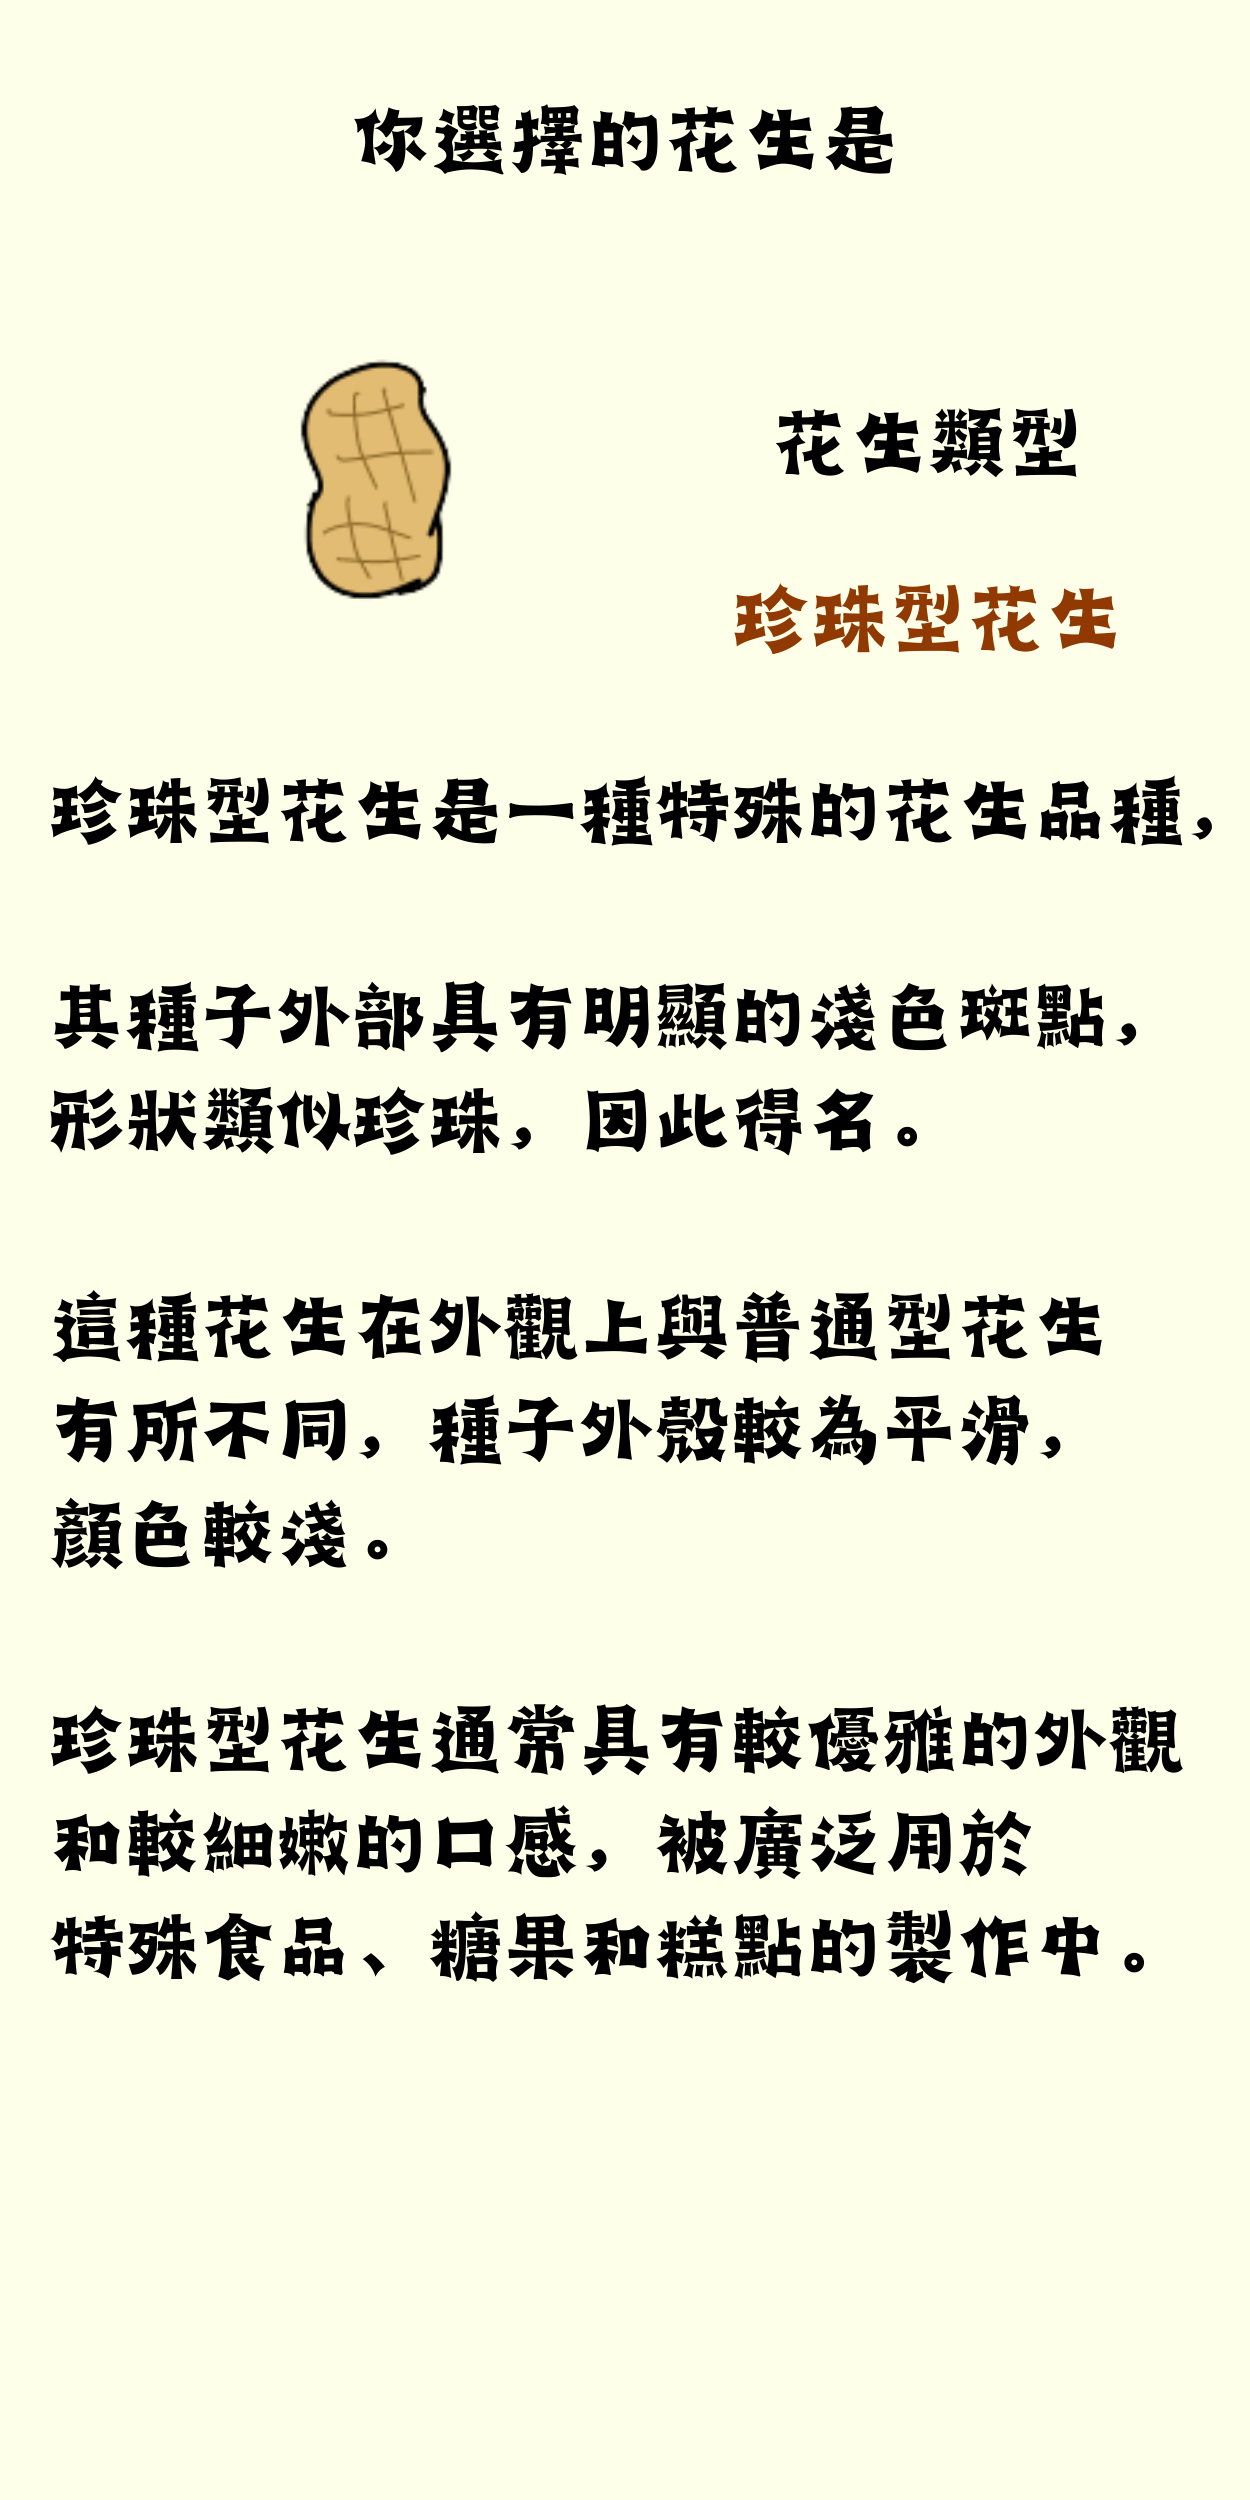 你選擇的花生是
花生類型
珍珠型花生
珍珠型花生是一種特殊的花生品種，
其種子外部具有明顯的淺色斑點，
形狀類似珍珠，因此得名。
這種花生在外觀上與普通型花生
有所不同，種子外殼較為平滑，
顏色較淺。
珍珠型花生通常具有較優雅的外觀
和較細嫩的口感，被廣泛用於
特殊食品、糖果和糕點的製作中。